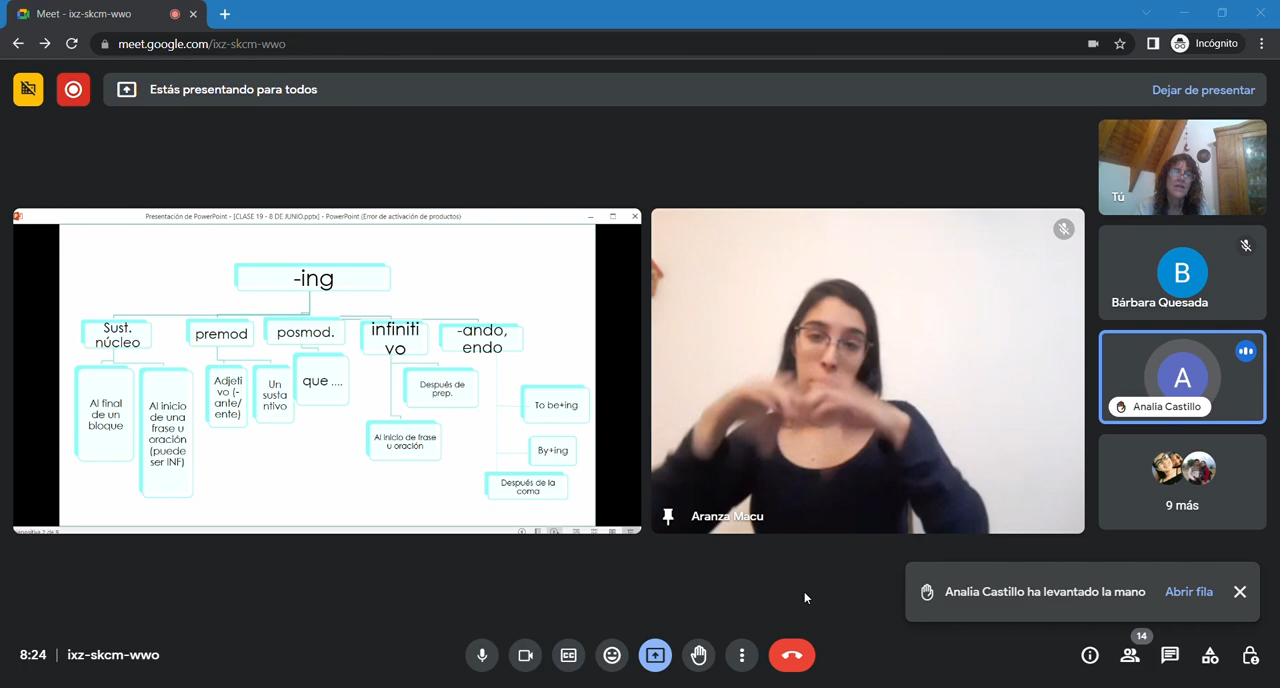 Meet - ixz-skcm-wwo
meet.google.com/ixz-skcm-wwo
Incógnito
Estás presentando para todos
Dejar de presentar
Presentación de PowerPoint - [CLASE 19 - 8 DE JUNIO.pptx] - PowerPoint (Error de activación de productos)
-ing
Sust.
núcleo
premod
posmod.
infiniti
vo
-ando,
endo
Al final
de un
bloque
Al inicio
de una
frase u
oración
(puede
ser INF)
Adjeti
vo (-
ante/
ente)
Un
susta
ntivo
que ....
Después de
prep.
Al inicio de frase
u oración
To be+ing
By+ing
Después de la
coma
Aranza Macu
Tú
B
Bárbara Quesada
A
Analia Castillo
9 más
Analia Castillo ha levantado la mano
Abrir fila
8:24
ixz-skcm-wwo
14